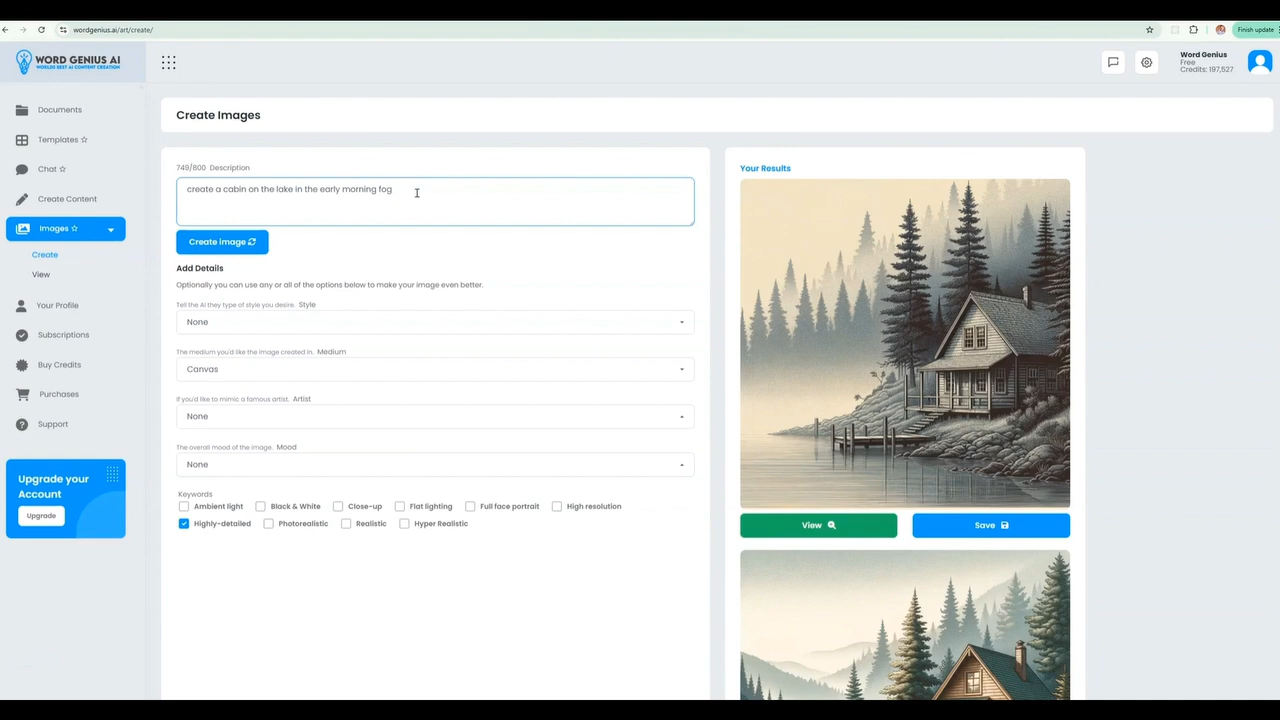 wordgenius.ai/art/create/
Finish update
WORD GENIUS AI
WORLDS BEST AI CONTENT CREATION
Word Genius
Free
Credits: 197,527
Documents
Templates
Chat
Create Content
Images
Create
View
Your Profile
Subscriptions
Buy Credits
Purchases
Support
Upgrade your
Account
Upgrade
Create Images
749/800 Description
create a cabin on the lake in the early morning fog
Create image
Add Details
Optionally you can use any or all of the options below to make your image even better.
Tell the AI they type of style you desire. Style
None
The medium you'd like the image created in. Medium
Canvas
If you'd like to mimic a famous artist. Artist
None
The overall mood of the image. Mood
None
Keywords
Ambient light Black & White Close-up Flat lighting Full face portrait High resolution
Highly-detailed Photorealistic Realistic Hyper Realistic
Your Results
View Save